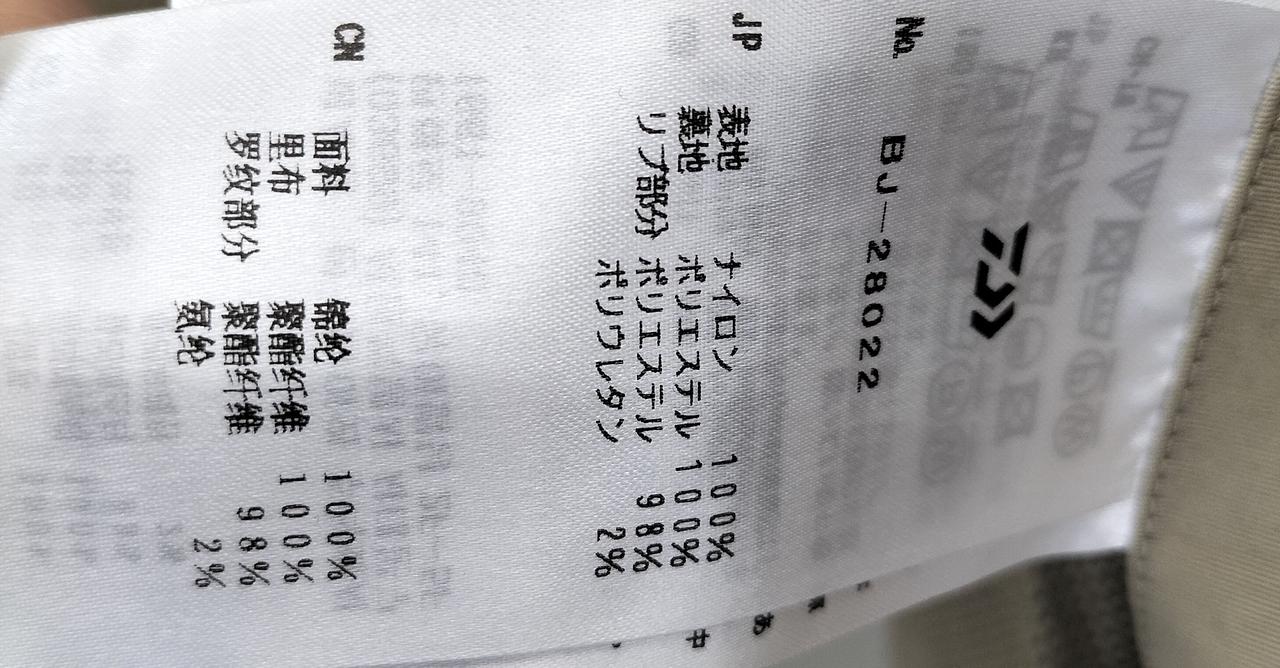 No. BJ-28022
JP
表地 ナイロン 100%
裏地 ポリエステル 100%
リブ部分 ポリエステル 98%
ポリウレタン 2%
CN
面料 锦纶 100%
里布 聚酯纤维 100%
罗纹部分 聚酯纤维 98%
氨纶 2%
あ
中